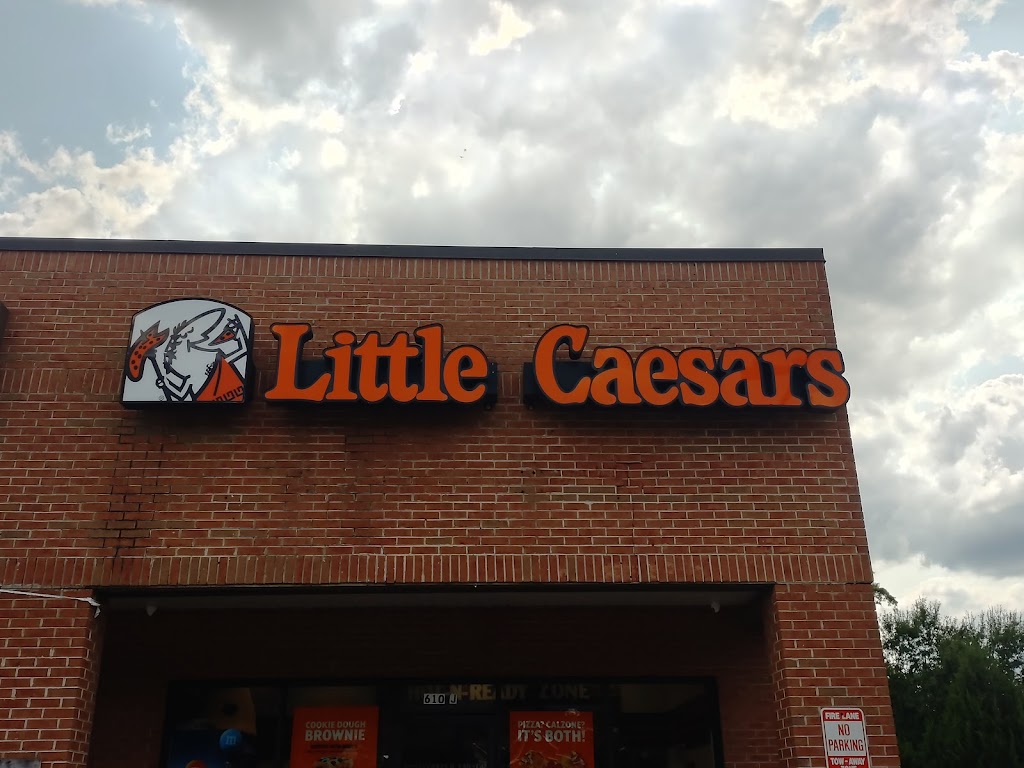 Little Caesars
610 J
COOKIE DOUGH
BROWNIE
PIZZA? CALZONE?
IT'S BOTH!
FIRE LANE
NO
PARKING
TOW-AWAY